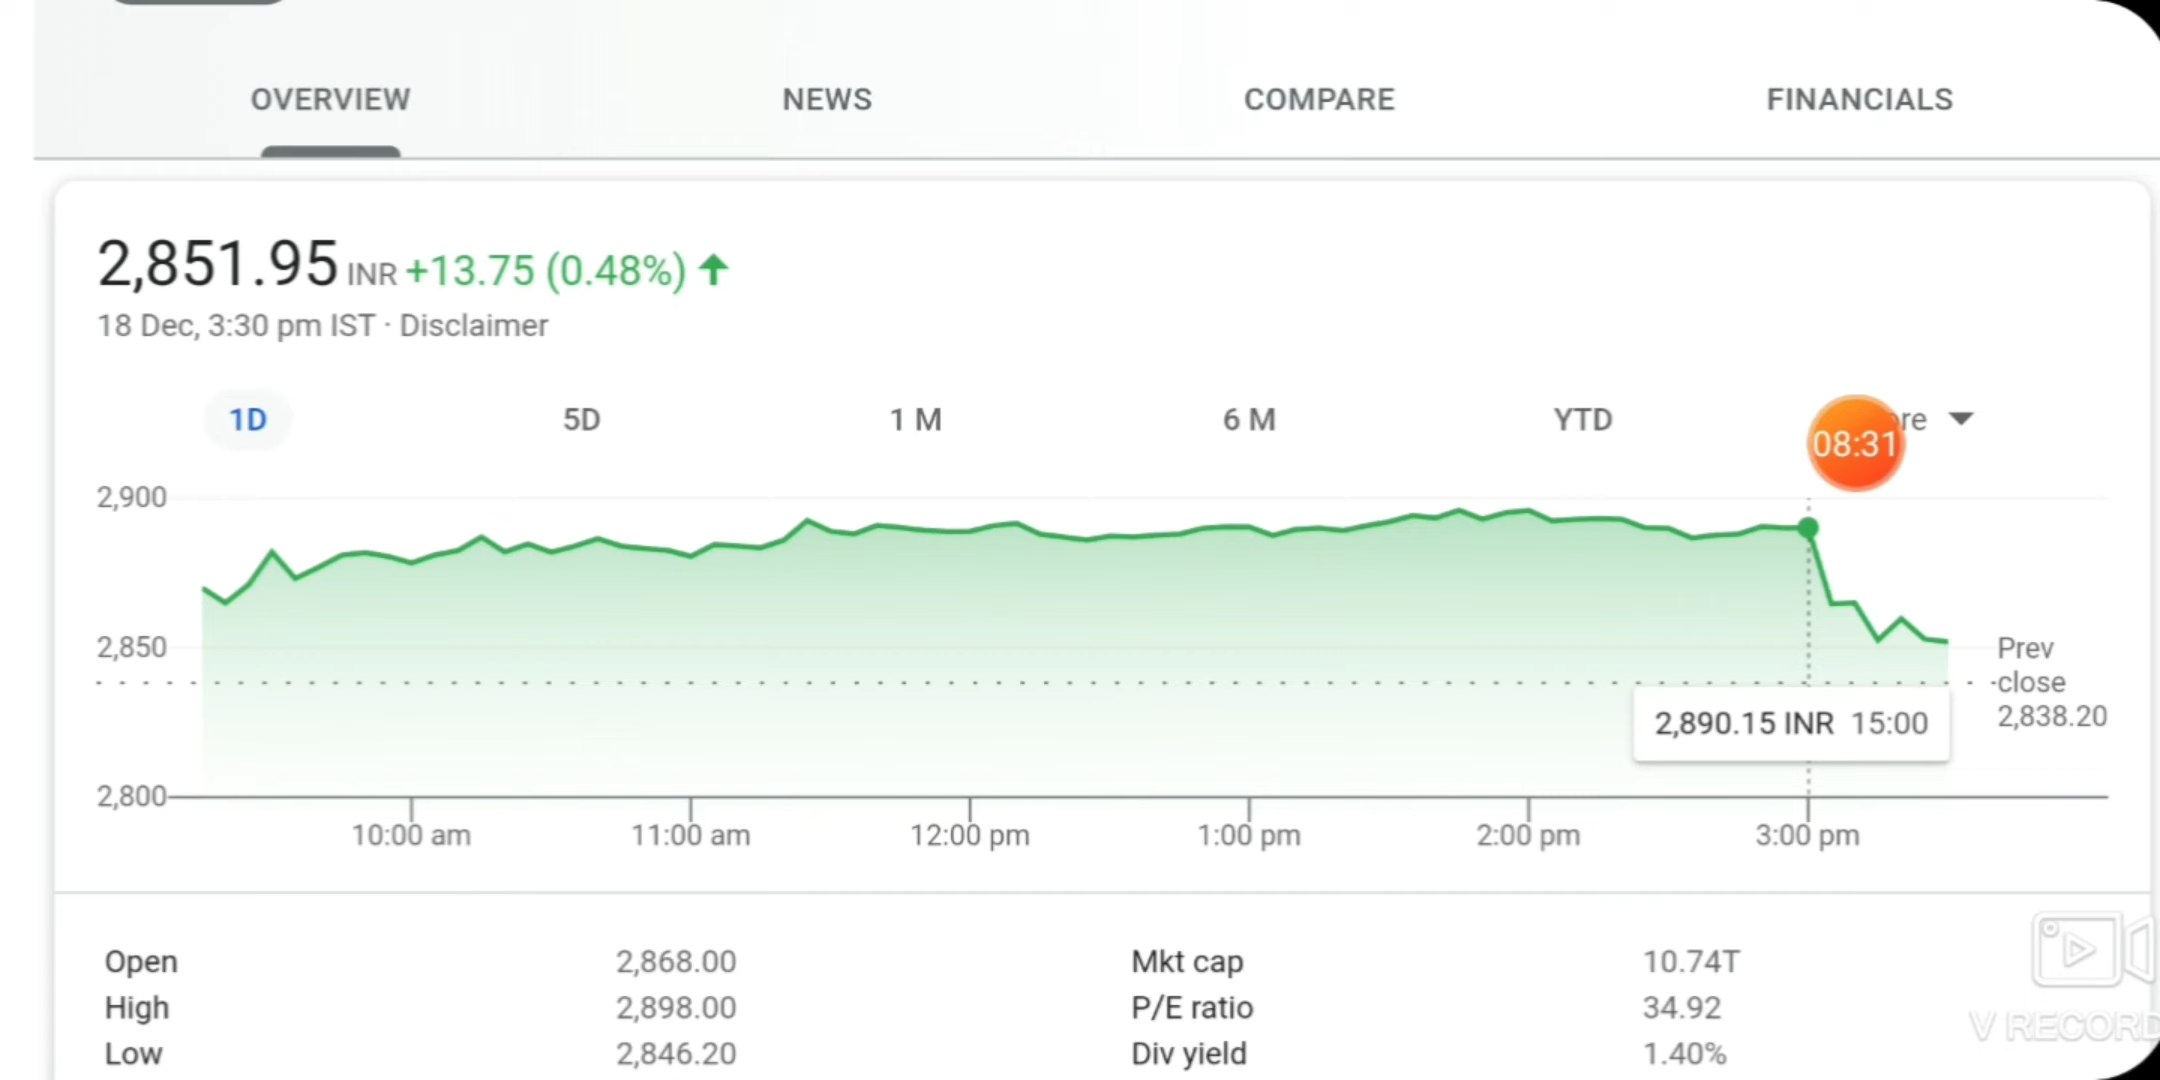 OVERVIEW NEWS COMPARE FINANCIALS
2,851.95 INR +13.75 (0.48%)
18 Dec, 3:30 pm IST · Disclaimer
1D 5D 1 M 6 M YTD
08:31
2,900
2,850
2,800
Prev
close
2,838.20
2,890.15 INR 15:00
10:00 am 11:00 am 12:00 pm 1:00 pm 2:00 pm 3:00 pm
Open 2,868.00 Mkt cap 10.74T
High 2,898.00 P/E ratio 34.92
Low 2,846.20 Div yield 1.40%
V RECORD